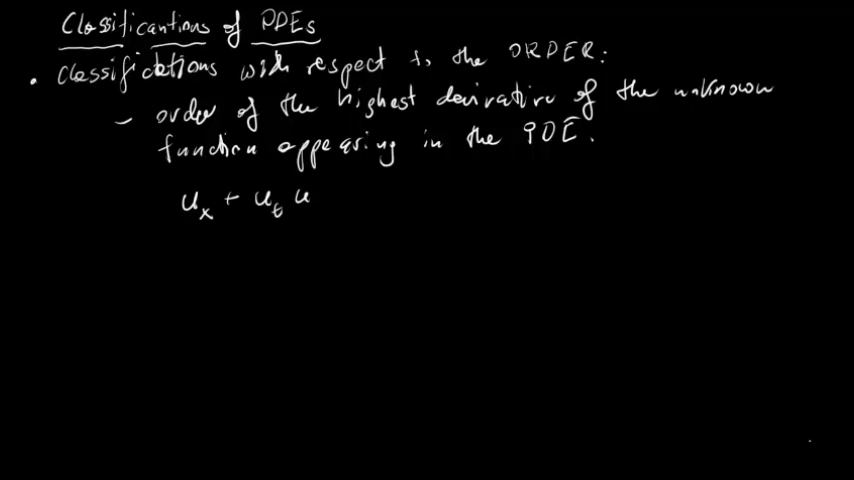 Classificantions of PDEs
• Classifications with respect to the ORDER:
- order of the highest derivative of the unknown
function appearing in the PDE.
u_x + u_t u